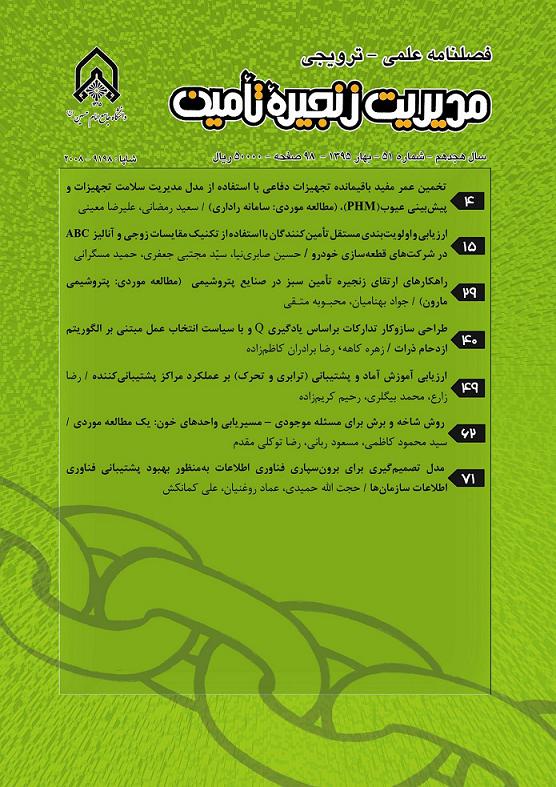 فصلنامه علمی - ترویجی
مدیریت زنجیرهٔ تأمین
دانشگاه جامع امام حسین (ع)
سال هجدهم - شماره ۵۱ - بهار ۱۳۹۵ - ۹۸ صفحه - ۵۰۰۰۰ ریال
شاپا: ۹۱۹۸ - ۲۰۰۸
تخمین عمر مفید باقیمانده تجهیزات دفاعی با استفاده از مدل مدیریت سلامت تجهیزات و
پیش‌بینی عیوب(PHM)، (مطالعه موردی: سامانه راداری) / سعید رمضانی، علیرضا معینی
۴
ارزیابی و اولویت‌بندی مستقل تأمین‌کنندگان با استفاده از تکنیک مقایسات زوجی و آنالیز ABC
در شرکت‌های قطعه‌سازی خودرو / حسین صابری‌نیا، سیّد مجتبی جعفری، حمید مسگرانی
۱۵
راهکارهای ارتقای زنجیره تأمین سبز در صنایع پتروشیمی (مطالعه موردی: پتروشیمی
مارون) / جواد بهنامیان، محبوبه متقی
۲۹
طراحی سازوکار تدارکات براساس یادگیری Q و با سیاست انتخاب عمل مبتنی بر الگوریتم
ازدحام ذرات / زهره کاهه، رضا برادران کاظم‌زاده
۴۰
ارزیابی آموزش آماد و پشتیبانی (ترابری و تحرک) بر عملکرد مراکز پشتیبانی‌کننده / رضا
زارع، محمد بیگلری، رحیم کریم‌زاده
۴۹
روش شاخه و برش برای مسئله موجودی – مسیریابی واحدهای خون: یک مطالعه موردی /
سید محمود کاظمی، مسعود ربانی، رضا توکلی مقدم
۶۲
مدل تصمیم‌گیری برای برون‌سپاری فناوری اطلاعات به‌منظور بهبود پشتیبانی فناوری
اطلاعات سازمان‌ها / حجت الله حمیدی، عماد روغنیان، علی کمانکش
۷۱